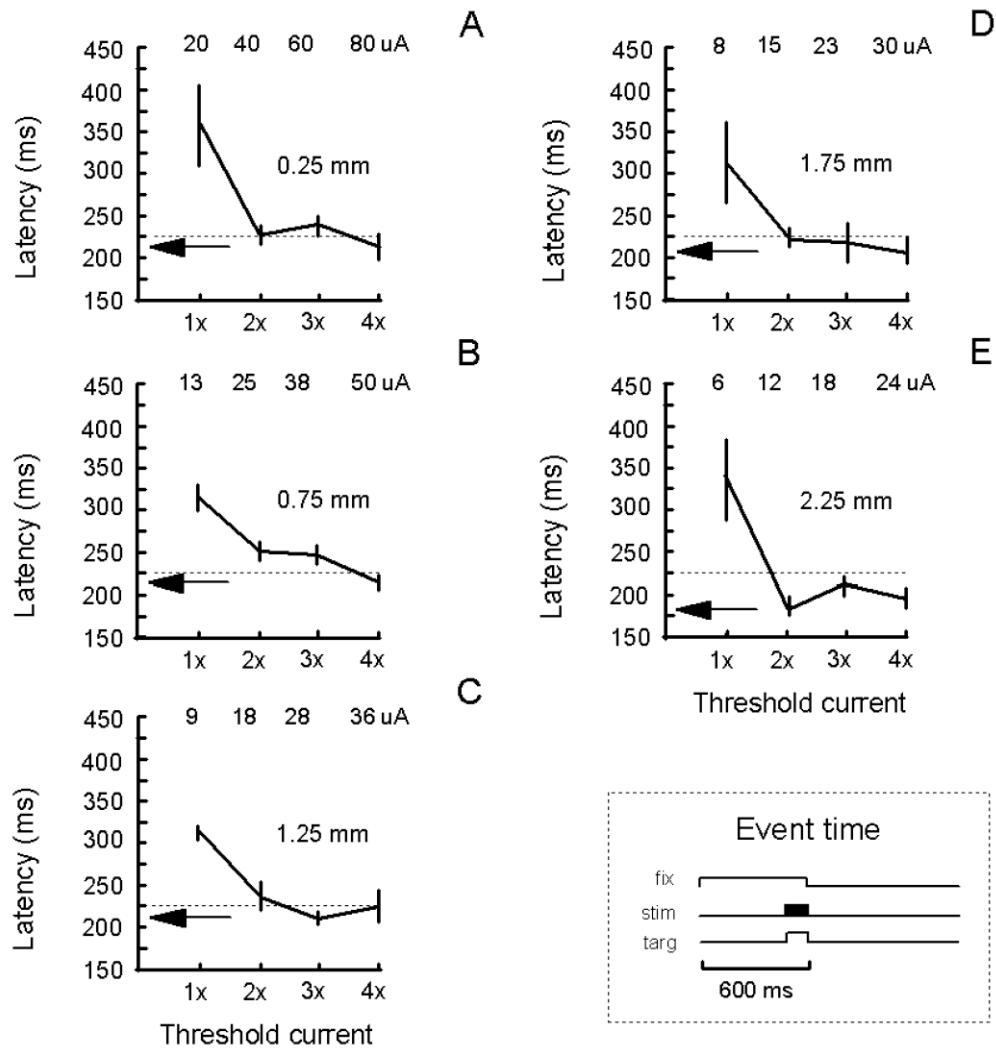 A
20 40 60 80 uA
450
400
350
300
250
200
150
Latency (ms)
0.25 mm
1x 2x 3x 4x
B
13 25 38 50 uA
450
400
350
300
250
200
150
Latency (ms)
0.75 mm
1x 2x 3x 4x
C
9 18 28 36 uA
450
400
350
300
250
200
150
Latency (ms)
1.25 mm
1x 2x 3x 4x
Threshold current
D
8 15 23 30 uA
450
400
350
300
250
200
150
Latency (ms)
1.75 mm
1x 2x 3x 4x
E
6 12 18 24 uA
450
400
350
300
250
200
150
Latency (ms)
2.25 mm
1x 2x 3x 4x
Threshold current
Event time
fix
stim
targ
600 ms